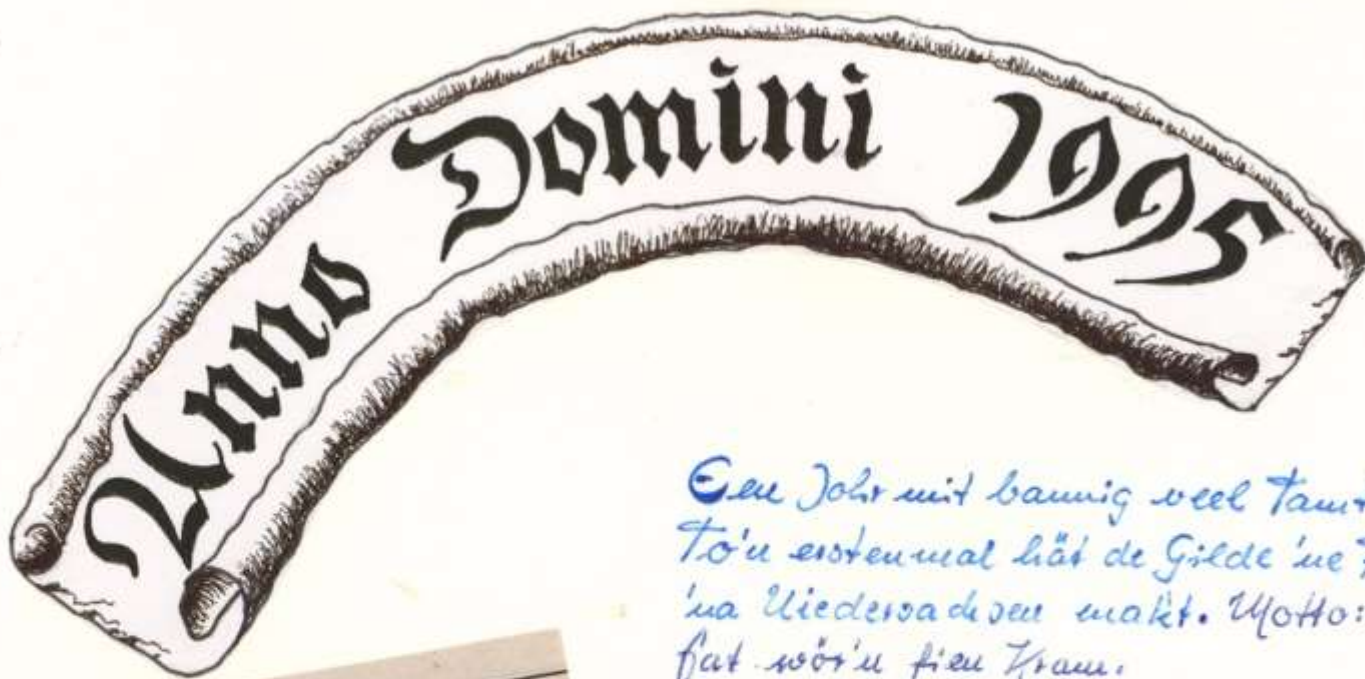 Anno Domini 1995
Een Johr mit bannig veel
To'n erstenmal hät de Gilde 'ne
'na Niedersachsen makt. Motto:
Dat wör'n fien Kram.